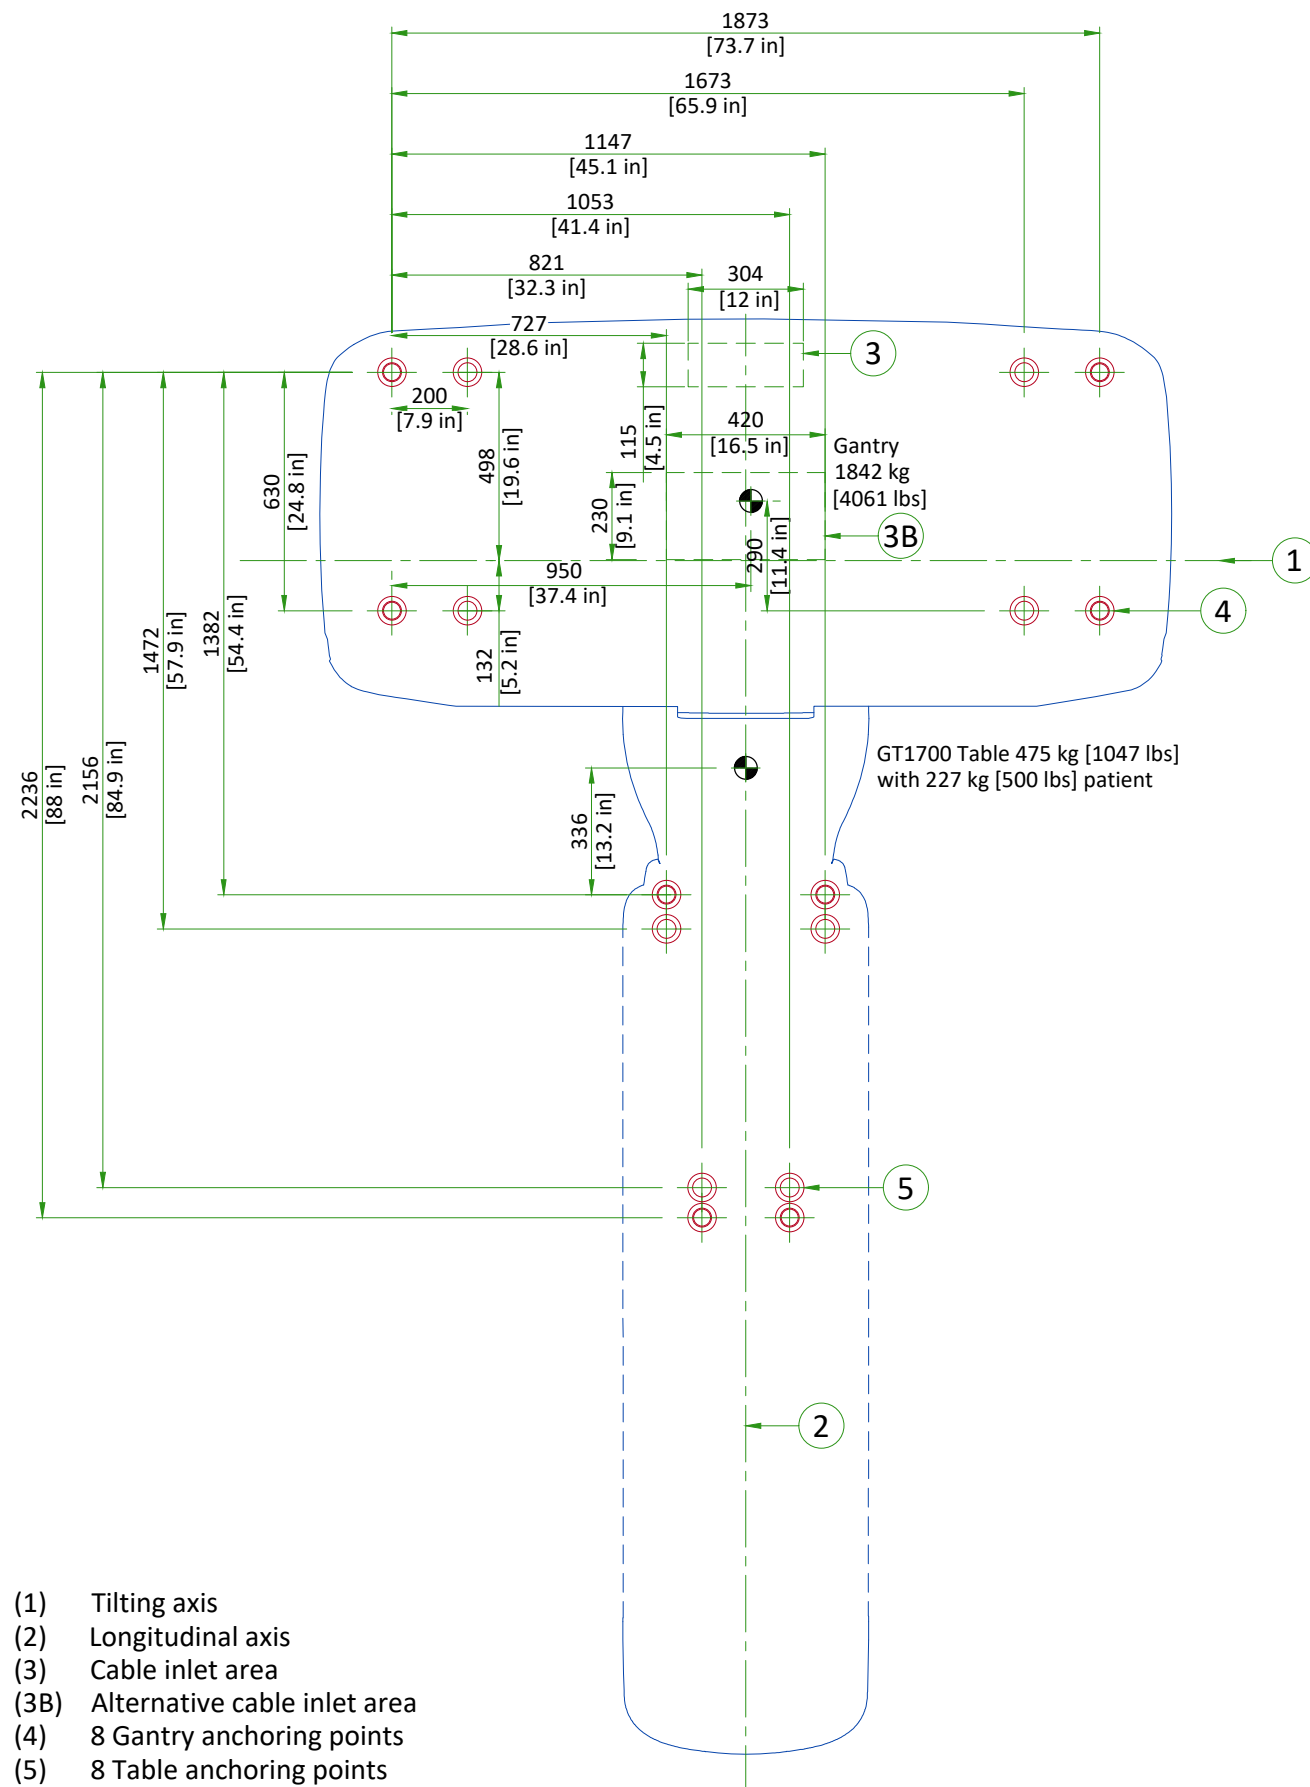 1873
[73.7 in]
1673
[65.9 in]
1147
[45.1 in]
1053
[41.4 in]
821
[32.3 in]
304
[12 in]
727
[28.6 in]
3
200
[7.9 in]
115
[4.5 in]
420
[16.5 in]
Gantry
1842 kg
[4061 lbs]
498
[19.6 in]
630
[24.8 in]
230
[9.1 in]
3B
290
[11.4 in]
1
950
[37.4 in]
4
1472
[57.9 in]
1382
[54.4 in]
132
[5.2 in]
GT1700 Table 475 kg [1047 lbs]
with 227 kg [500 lbs] patient
2236
[88 in]
2156
[84.9 in]
336
[13.2 in]
5
2
(1) Tilting axis
(2) Longitudinal axis
(3) Cable inlet area
(3B) Alternative cable inlet area
(4) 8 Gantry anchoring points
(5) 8 Table anchoring points